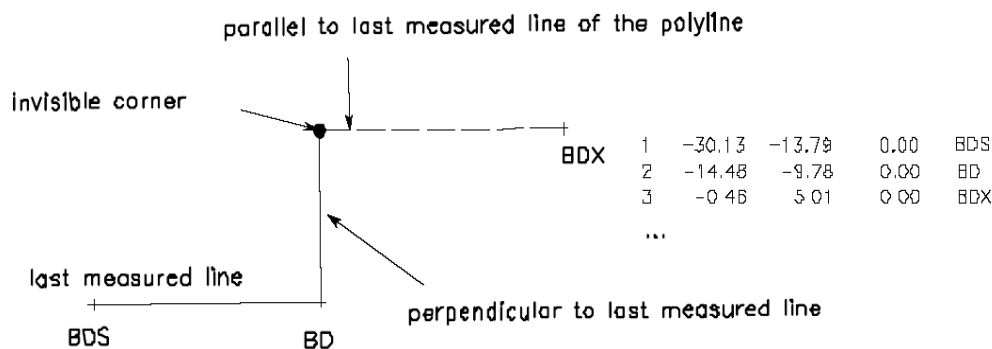 parallel to last measured line of the polyline
invisible corner
BDX
1 -30.13 -13.79 0.00 BDS
2 -14.48 -9.78 0.00 BD
3 -0.46 5.01 0.00 BDX
...
last measured line
perpendicular to last measured line
BDS
BD